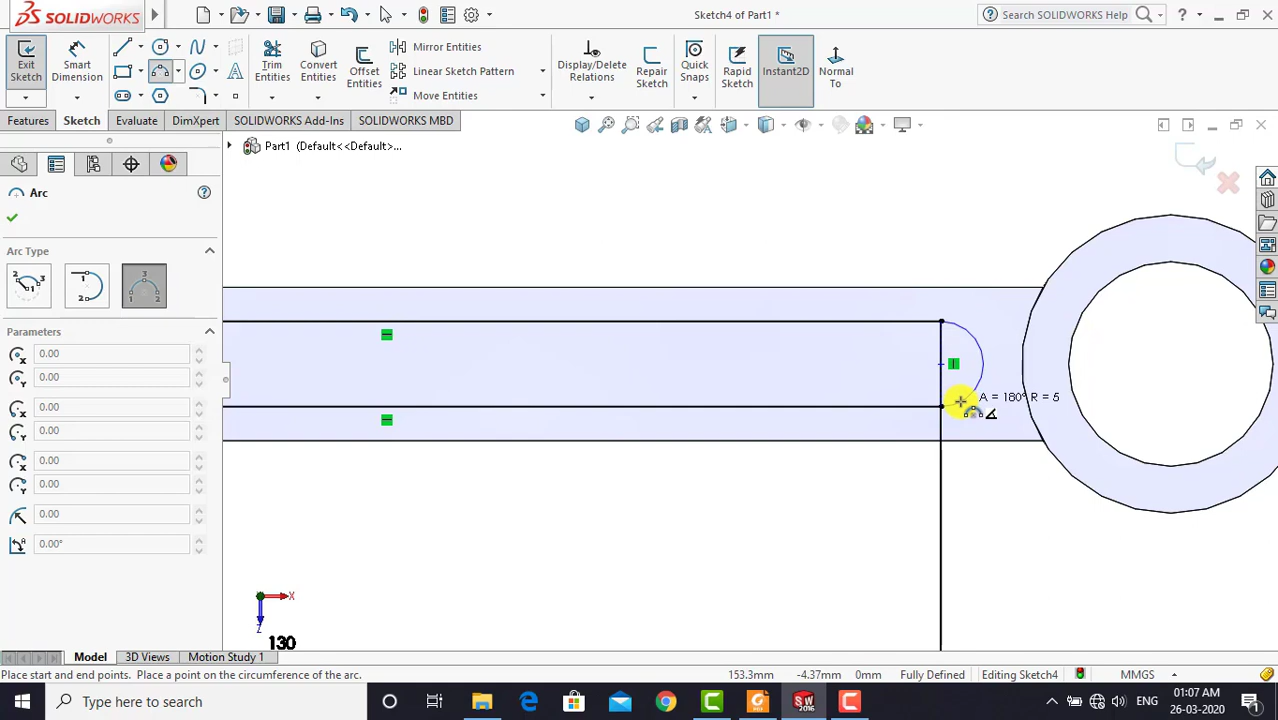 SOLIDWORKS
Sketch4 of Part1 *
Search SOLIDWORKS Help
?
Exit Sketch
Smart Dimension
Trim Entities
Convert Entities
Offset Entities
Mirror Entities
Linear Sketch Pattern
Move Entities
Display/Delete Relations
Repair Sketch
Quick Snaps
Rapid Sketch
Instant2D
Normal To
Features
Sketch
Evaluate
DimXpert
SOLIDWORKS Add-Ins
SOLIDWORKS MBD
Part1 (Default<<Default>...
Arc
Arc Type
Parameters
0.00
0.00
0.00
0.00
0.00
0.00
0.00
0.00°
A = 180° R = 5
X
Z
130
Model
3D Views
Motion Study 1
Place start and end points. Place a point on the circumference of the arc.
153.3mm
-4.37mm
0mm
Fully Defined
Editing Sketch4
MMGS
Type here to search
ENG
01:07 AM
26-03-2020